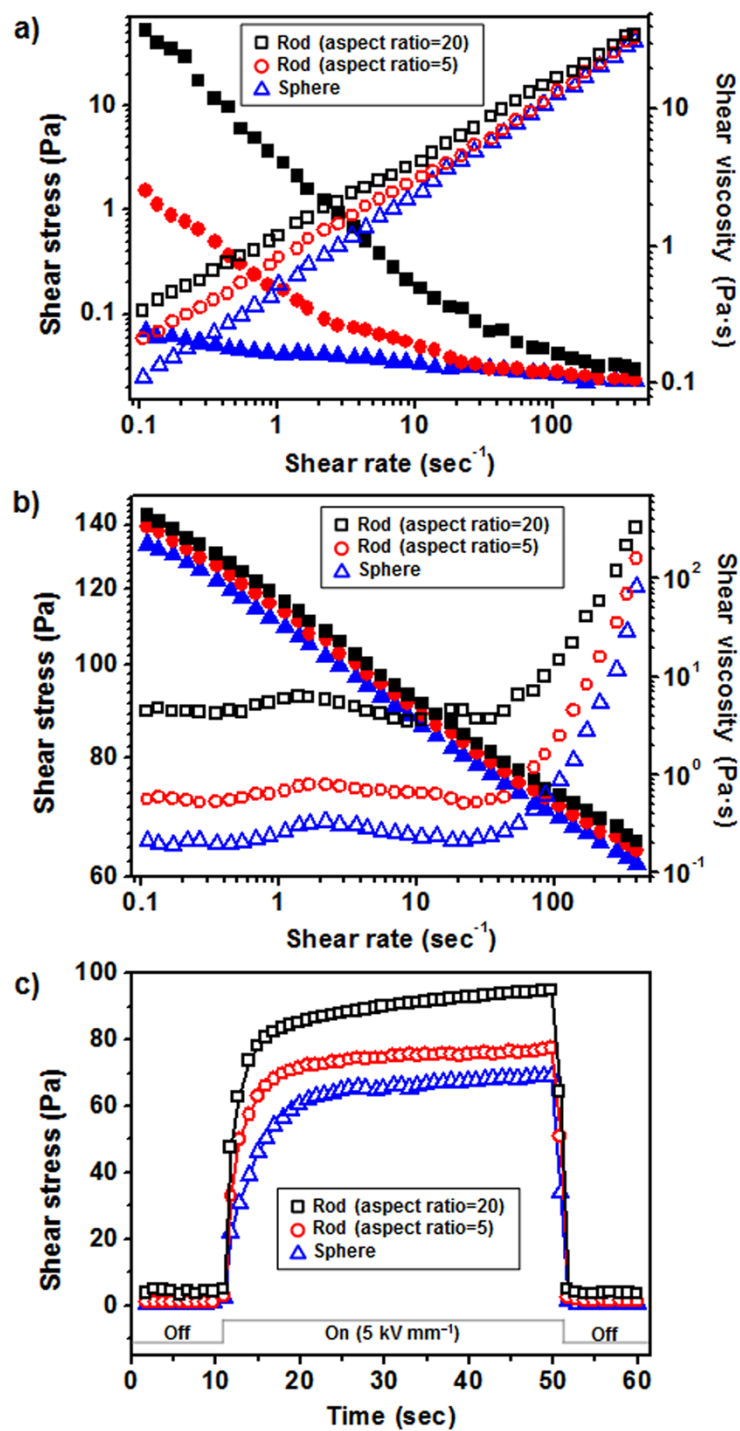 a)
Rod (aspect ratio=20)
Rod (aspect ratio=5)
Sphere
Shear stress (Pa)
10
1
0.1
Shear viscosity (Pa·s)
10
1
0.1
0.1 1 10 100
Shear rate (sec⁻¹)
b)
Rod (aspect ratio=20)
Rod (aspect ratio=5)
Sphere
Shear stress (Pa)
140
120
100
80
60
Shear viscosity (Pa·s)
10²
10¹
10⁰
10⁻¹
0.1 1 10 100
Shear rate (sec⁻¹)
c)
Shear stress (Pa)
100
80
60
40
20
0
Rod (aspect ratio=20)
Rod (aspect ratio=5)
Sphere
Off On (5 kV mm⁻¹) Off
0 10 20 30 40 50 60
Time (sec)